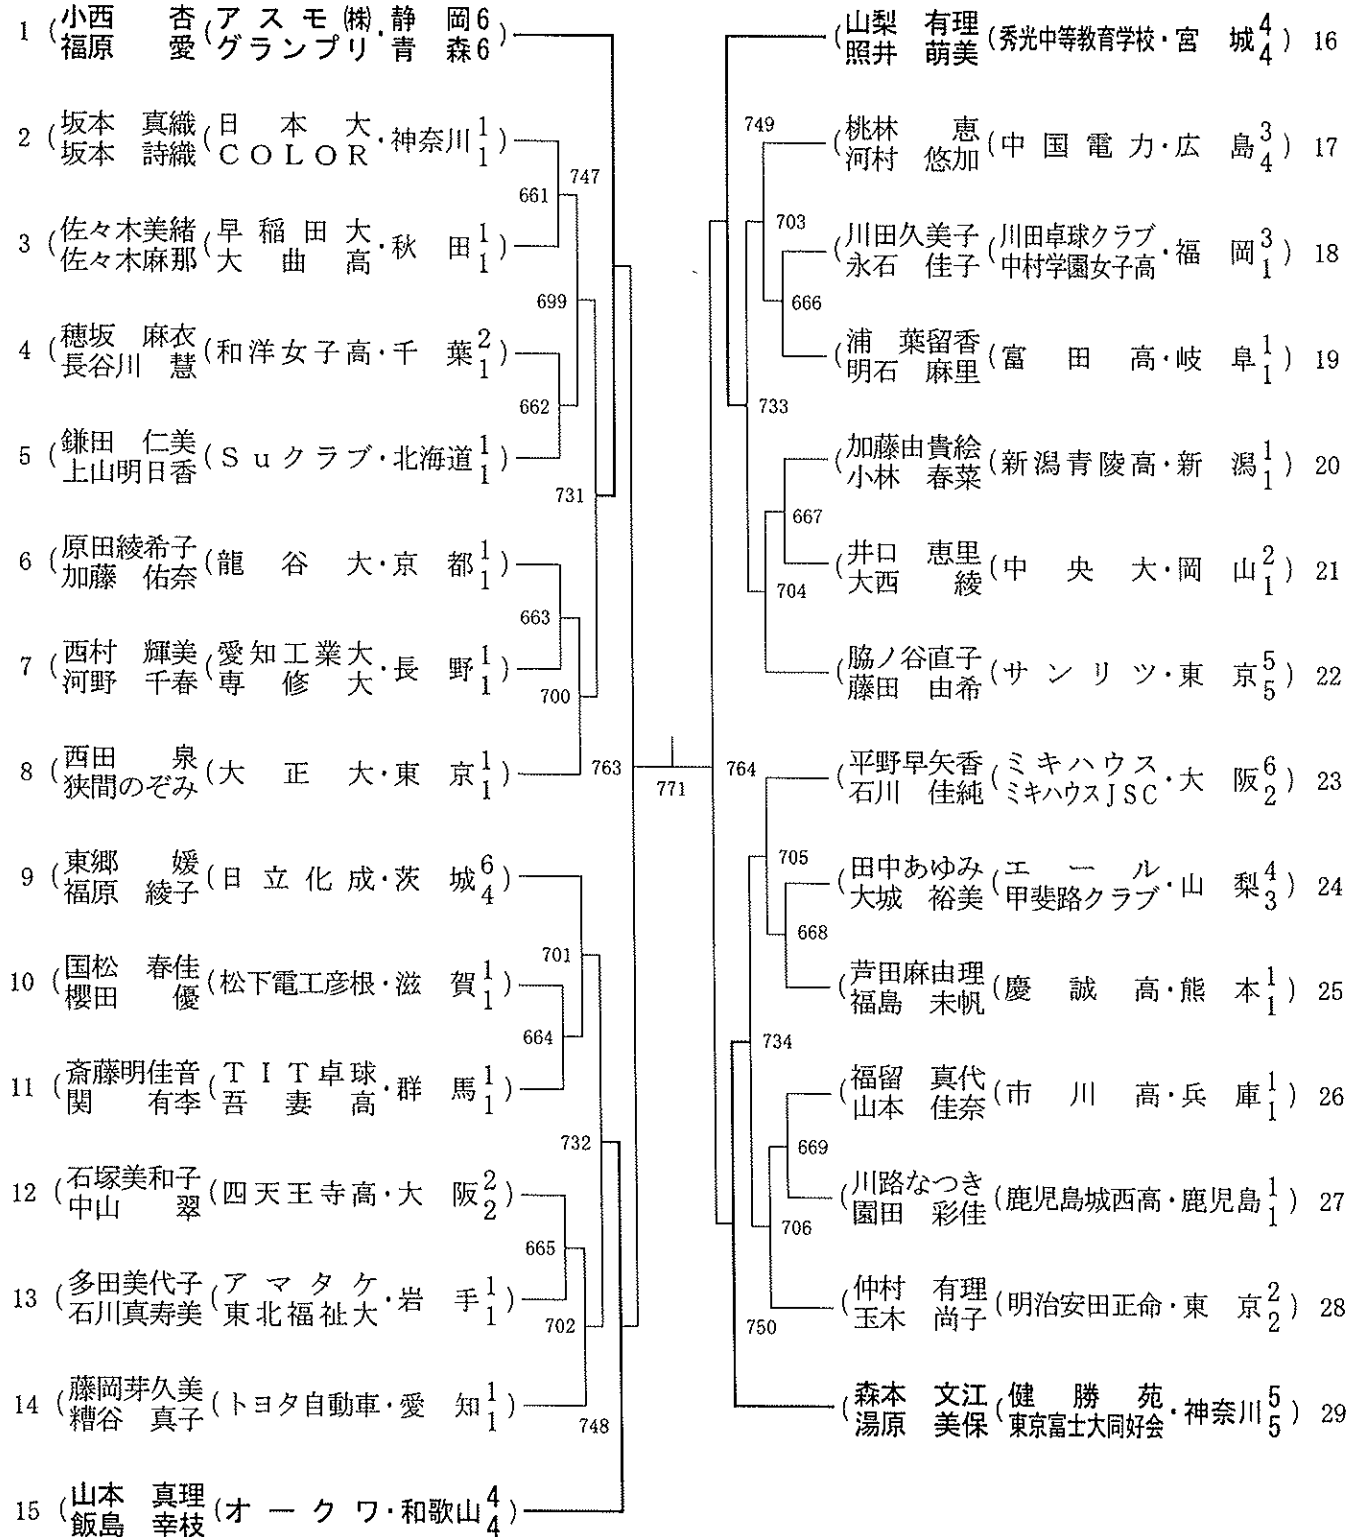 1 (小西 杏 (アスモ㈱・静岡 6)
福原 愛 グランプリ 青森 6
2 (坂本 真織 (日本大・神奈川 1)
坂本 詩織 COLOR 1
3 (佐々木美緒 (早稲田大・秋田 1)
佐々木麻那 大曲高 1
4 (穂坂 麻衣 (和洋女子高・千葉 2)
長谷川 慧 1
5 (鎌田 仁美 (Suクラブ・北海道 1)
上山明日香 1
6 (原田綾希子 (龍谷大・京都 1)
加藤 佑奈 1
7 (西村 輝美 (愛知工業大・長野 1)
河野 千春 専修大 1
8 (西田 泉 (大正大・東京 1)
狭間のぞみ 1
9 (東郷 媛 (日立化成・茨城 6)
福原 綾子 4
10 (国松 春佳 (松下電工彦根・滋賀 1)
櫻田 優 1
11 (斎藤明佳音 (TIT卓球・群馬 1)
関 有李 吾妻高 1
12 (石塚美和子 (四天王寺高・大阪 2)
中山 翠 2
13 (多田美代子 (アマタケ・岩手 1)
石川真寿美 東北福祉大 1
14 (藤岡芽久美 (トヨタ自動車・愛知 1)
糟谷 真子 1
15 (山本 真理 (オークワ・和歌山 4)
飯島 幸枝 4
661
747
699
662
731
663
700
763
701
664
732
665
702
748
771
764
749
703
666
733
667
704
705
668
734
669
706
750
(山梨 有理 (秀光中等教育学校・宮城 4) 16
照井 萌美 4
(桃林 恵 (中国電力・広島 3) 17
河村 悠加 4
(川田久美子 (川田卓球クラブ・福岡 3) 18
永石 佳子 中村学園女子高 1
(浦 葉留香 (富田高・岐阜 1) 19
明石 麻里 1
(加藤由貴絵 (新潟青陵高・新潟 1) 20
小林 春菜 1
(井口 恵里 (中央大・岡山 2) 21
大西 綾 1
(脇ノ谷直子 (サンリツ・東京 5) 22
藤田 由希 5
(平野早矢香 (ミキハウス・大阪 6) 23
石川 佳純 ミキハウスJSC 2
(田中あゆみ (エール・山梨 4) 24
大城 裕美 甲斐路クラブ 3
(芦田麻由理 (慶誠高・熊本 1) 25
福島 未帆 1
(福留 真代 (市川高・兵庫 1) 26
山本 佳奈 1
(川路なつき (鹿児島城西高・鹿児島 1) 27
園田 彩佳 1
(仲村 有理 (明治安田正命・東京 2) 28
玉木 尚子 2
(森本 文江 (健勝苑・神奈川 5) 29
湯原 美保 東京富士大同好会 5